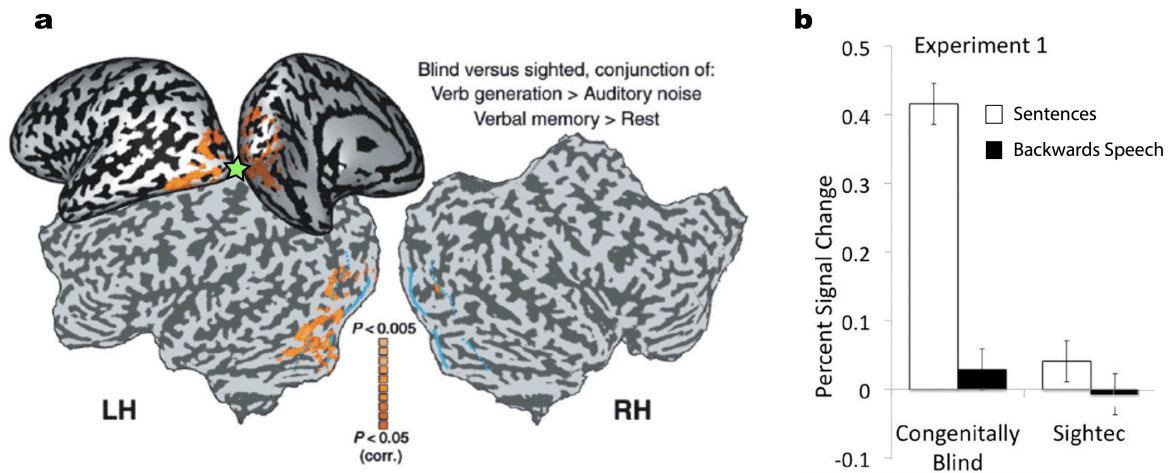 a
Blind versus sighted, conjunction of:
Verb generation > Auditory noise
Verbal memory > Rest
P < 0.005
P < 0.05
(corr.)
LH
RH
b
Experiment 1
Sentences
Backwards Speech
Percent Signal Change
0.5
0.4
0.3
0.2
0.1
0
-0.1
Congenitally
Blind
Sightec